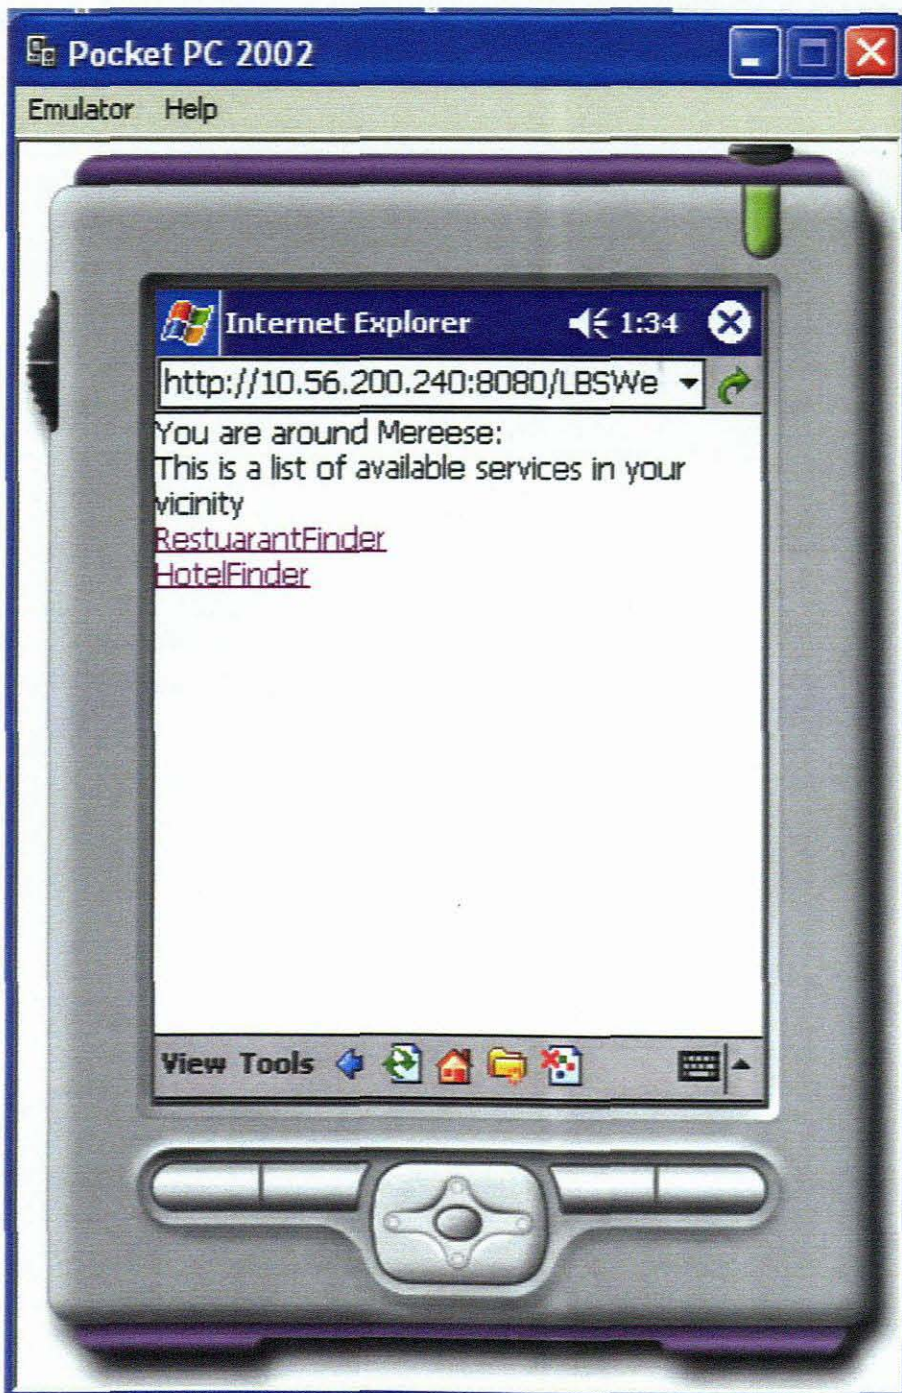 Pocket PC 2002
Emulator Help
Internet Explorer 1:34
http://10.56.200.240:8080/LBSWe
You are around Mereese:
This is a list of available services in your
vicinity
RestuarantFinder
HotelFinder
View Tools